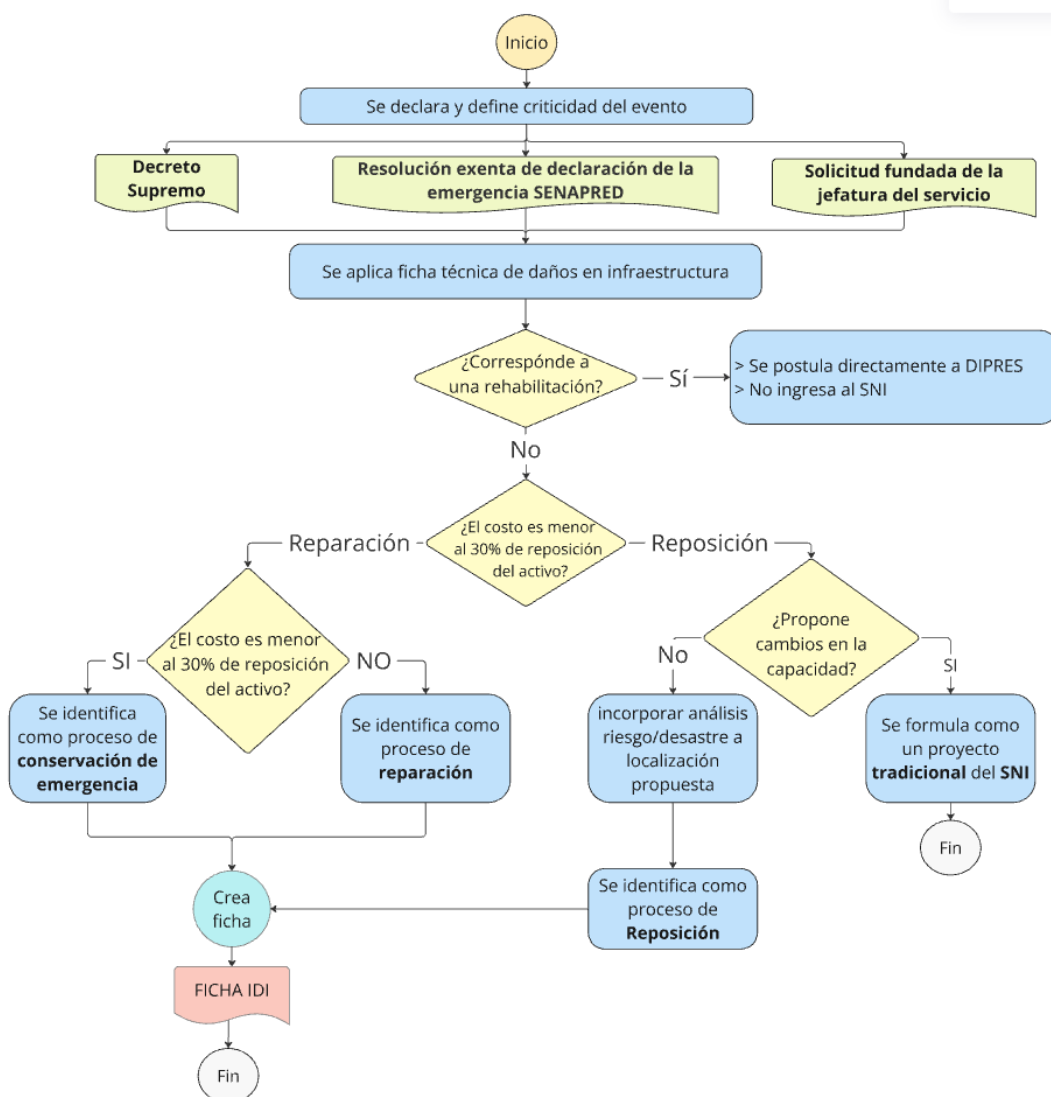 Inicio
Se declara y define criticidad del evento
Decreto
Supremo
Resolución exenta de declaración de la
emergencia SENAPRED
Solicitud fundada de la
jefatura del servicio
Se aplica ficha técnica de daños en infraestructura
¿Correspónde a
una rehabilitación?
Sí
> Se postula directamente a DIPRES
> No ingresa al SNI
No
¿El costo es menor
al 30% de reposición
del activo?
Reparación
Reposición
¿El costo es menor
al 30% de reposición
del activo?
SI
NO
¿Propone
cambios en la
capacidad?
No
SI
Se identifica
como proceso de
conservación de
emergencia
Se identifica como
proceso de
reparación
incorporar análisis
riesgo/desastre a
localización
propuesta
Se formula como
un proyecto
tradicional del SNI
Fin
Crea
ficha
Se identifica como
proceso de
Reposición
FICHA IDI
Fin